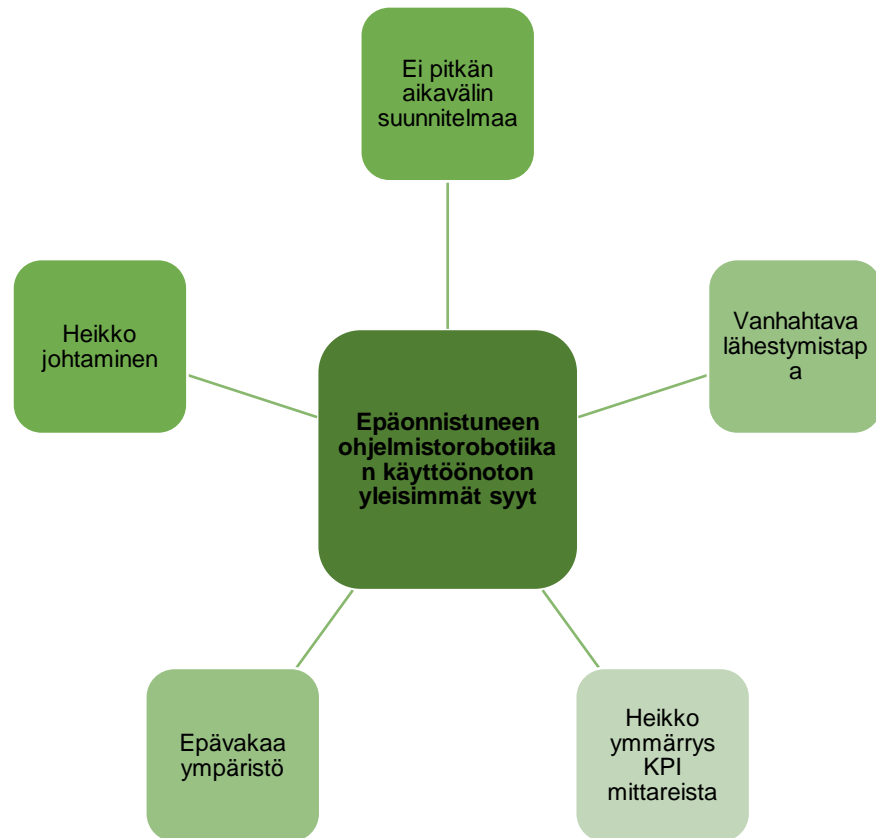 Ei pitkän
aikavälin
suunnitelmaa
Heikko
johtaminen
Vanhahtava
lähestymistap
a
Epäonnistuneen
ohjelmistorobotiika
n käyttöönoton
yleisimmät syyt
Epävakaa
ympäristö
Heikko
ymmärrys
KPI
mittareista